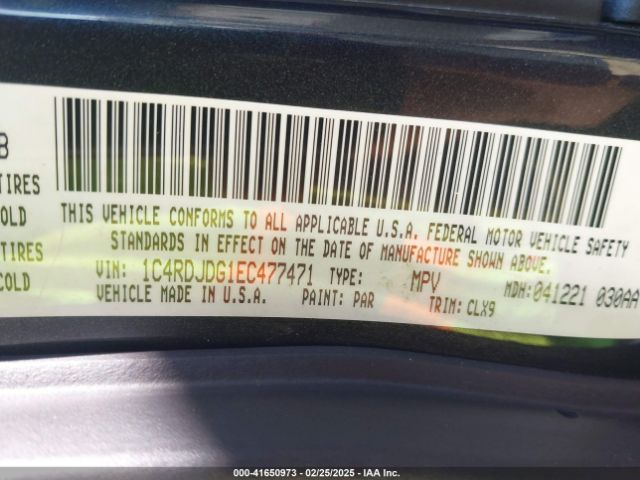 B
TIRES
COLD
TIRES
COLD
THIS VEHICLE CONFORMS TO ALL APPLICABLE U.S.A. FEDERAL MOTOR VEHICLE SAFETY
STANDARDS IN EFFECT ON THE DATE OF MANUFACTURE SHOWN ABOVE.
VIN: 1C4RDJDG1EC477471 TYPE: MPV MDH: 041221 030AA
VEHICLE MADE IN U.S.A. PAINT: PAR TRIM: CLX9
000-41650973 - 02/25/2025 - IAA Inc.